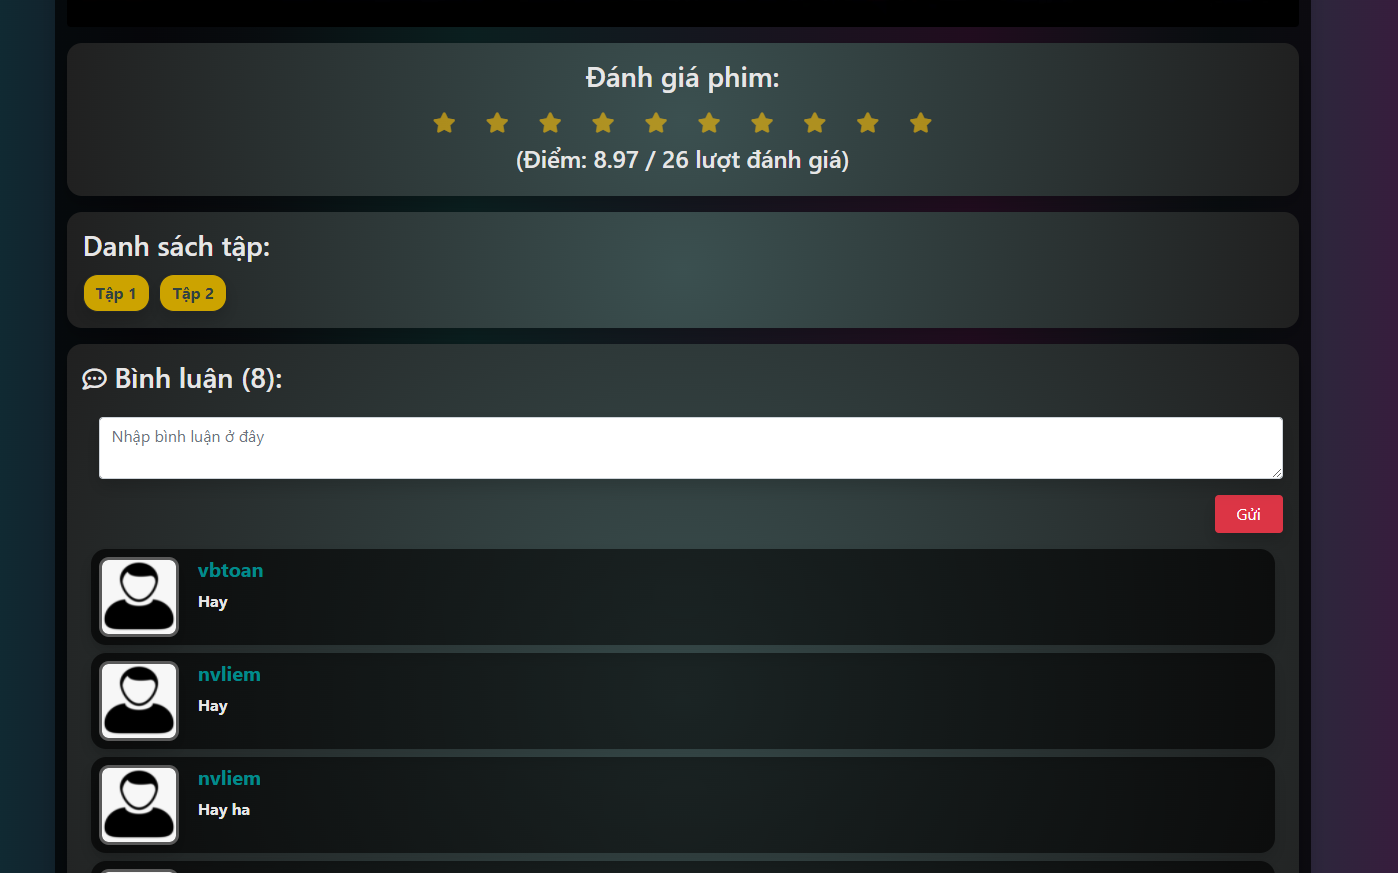 Đánh giá phim:
(Điểm: 8.97 / 26 lượt đánh giá)
Danh sách tập:
Tập 1 Tập 2
Bình luận (8):
Nhập bình luận ở đây
Gửi
vbtoan
Hay
nvliem
Hay
nvliem
Hay ha